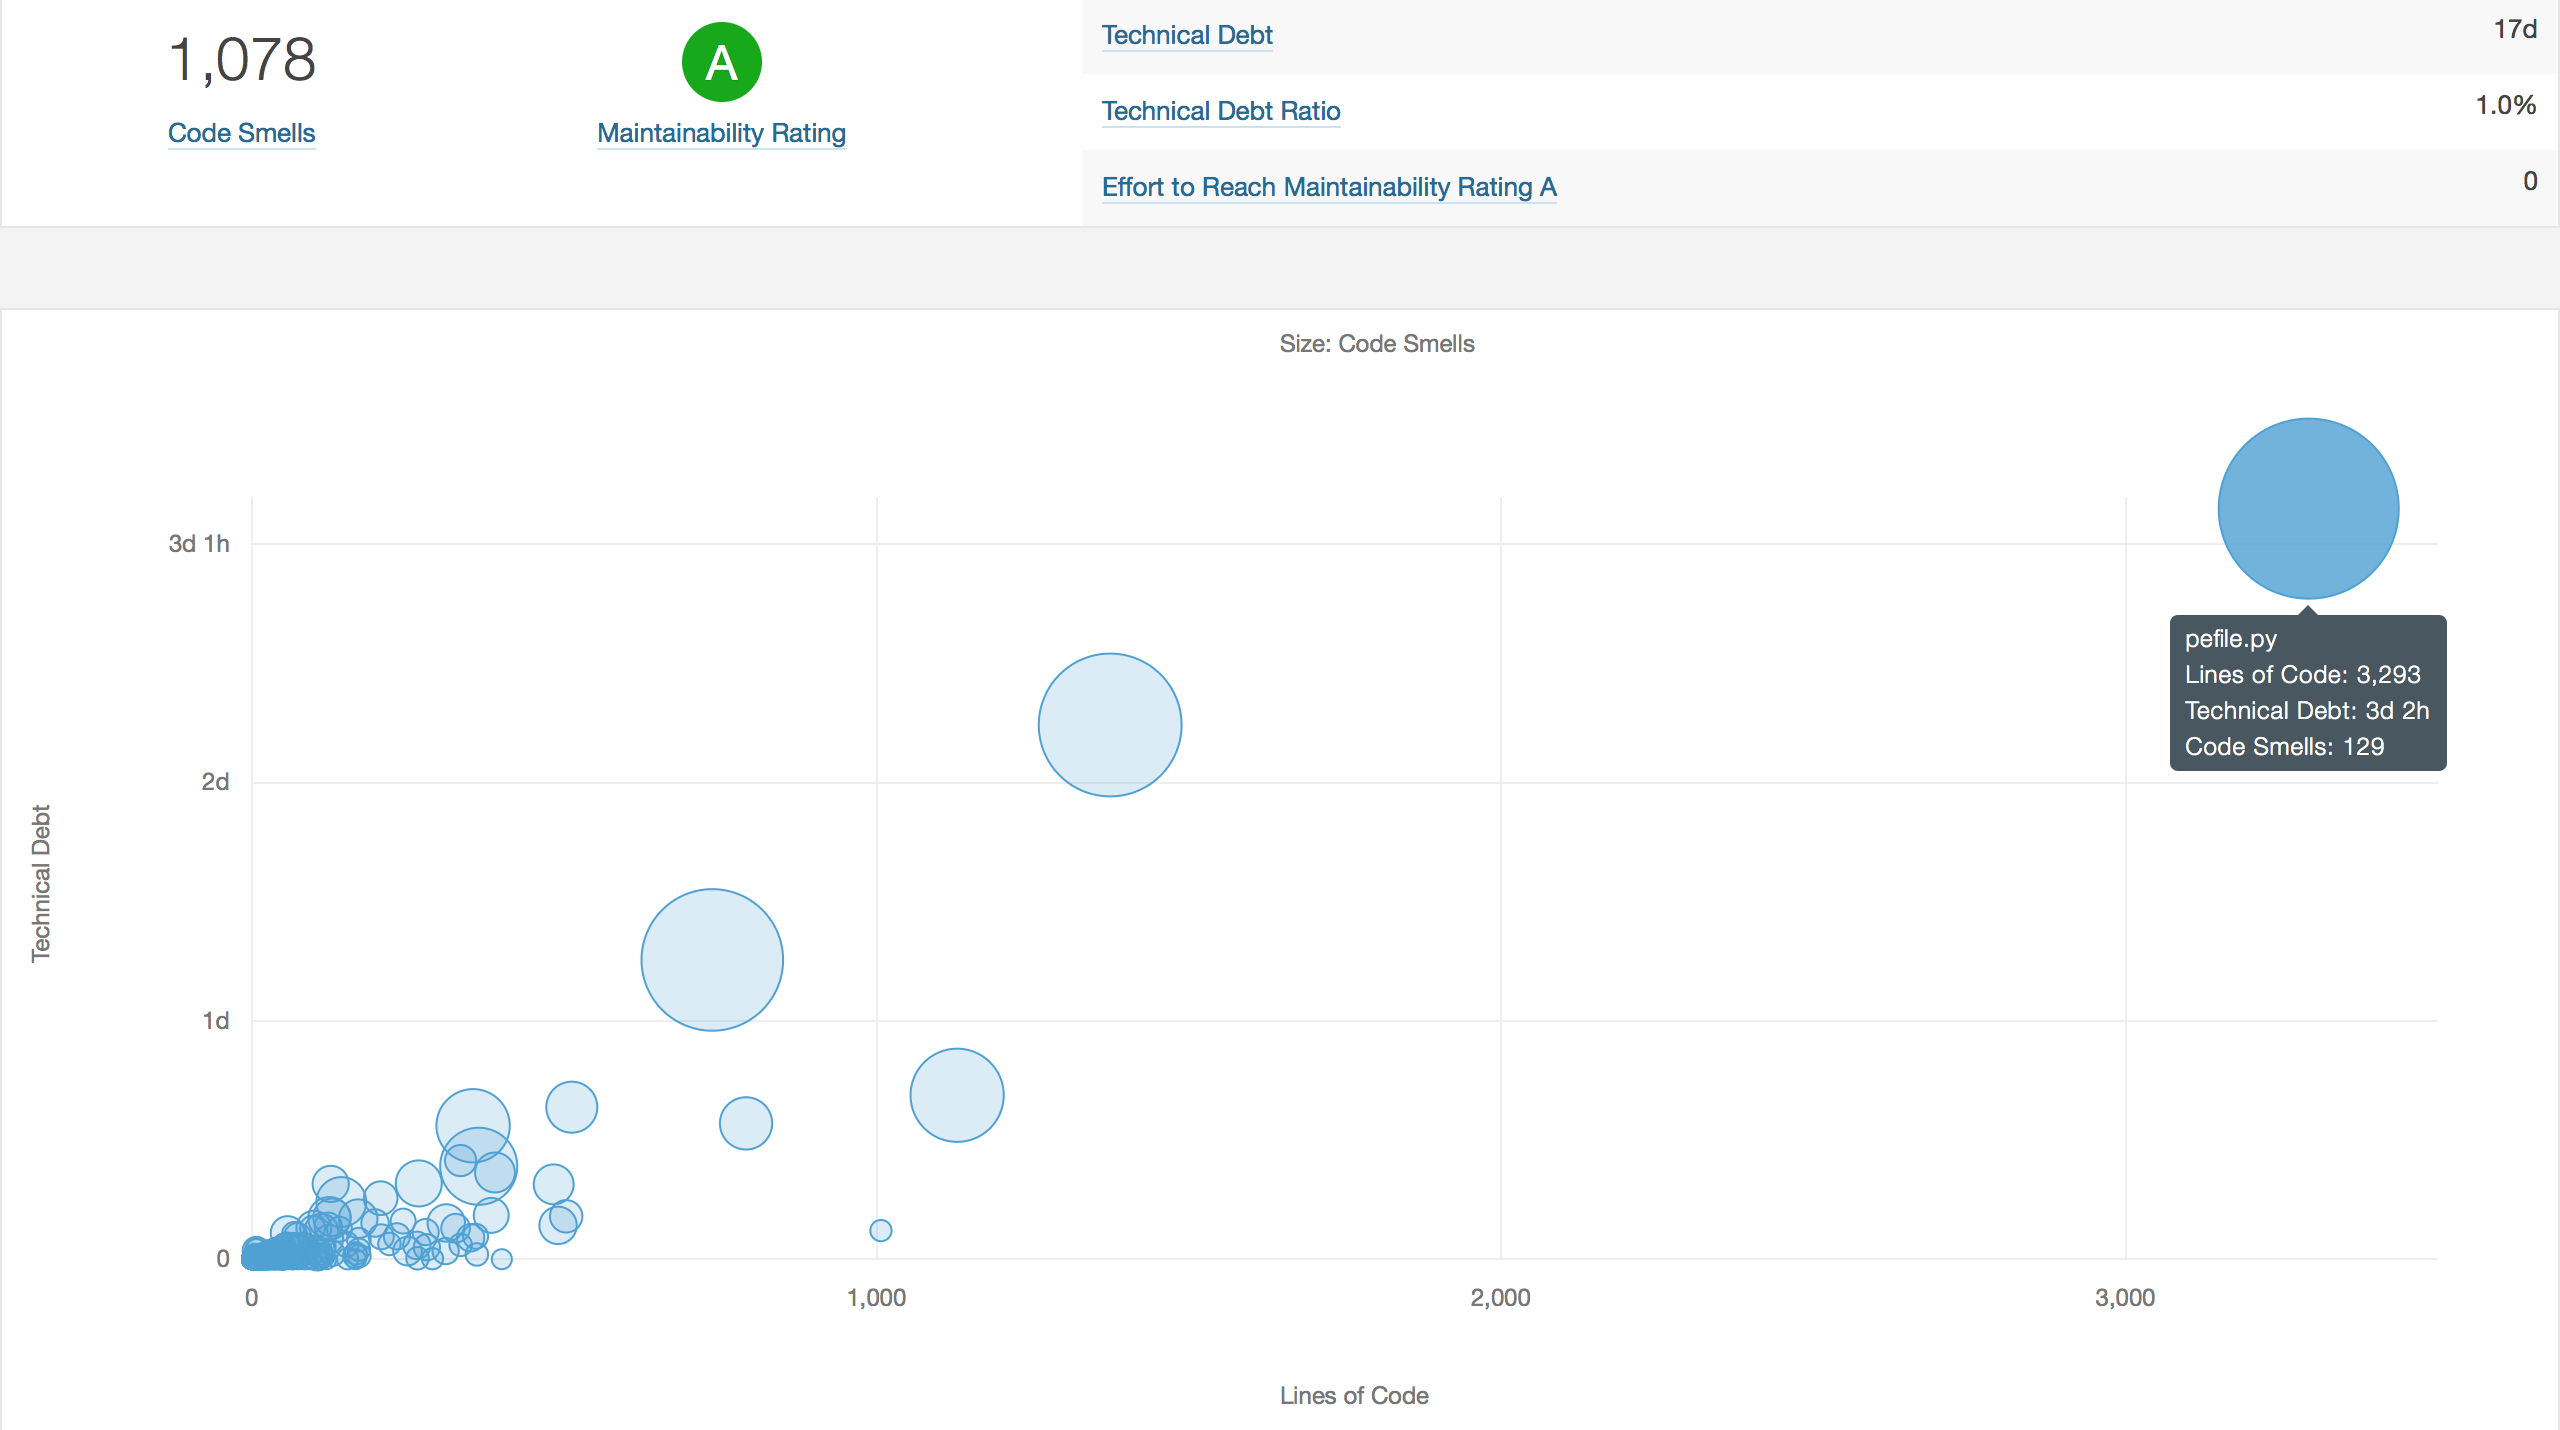 1,078
Code Smells
A
Maintainability Rating
Technical Debt
17d
Technical Debt Ratio
1.0%
Effort to Reach Maintainability Rating A
0
Size: Code Smells
3d 1h
pefile.py
Lines of Code: 3,293
Technical Debt: 3d 2h
Code Smells: 129
2d
Technical Debt
1d
0
0
1,000
2,000
3,000
Lines of Code